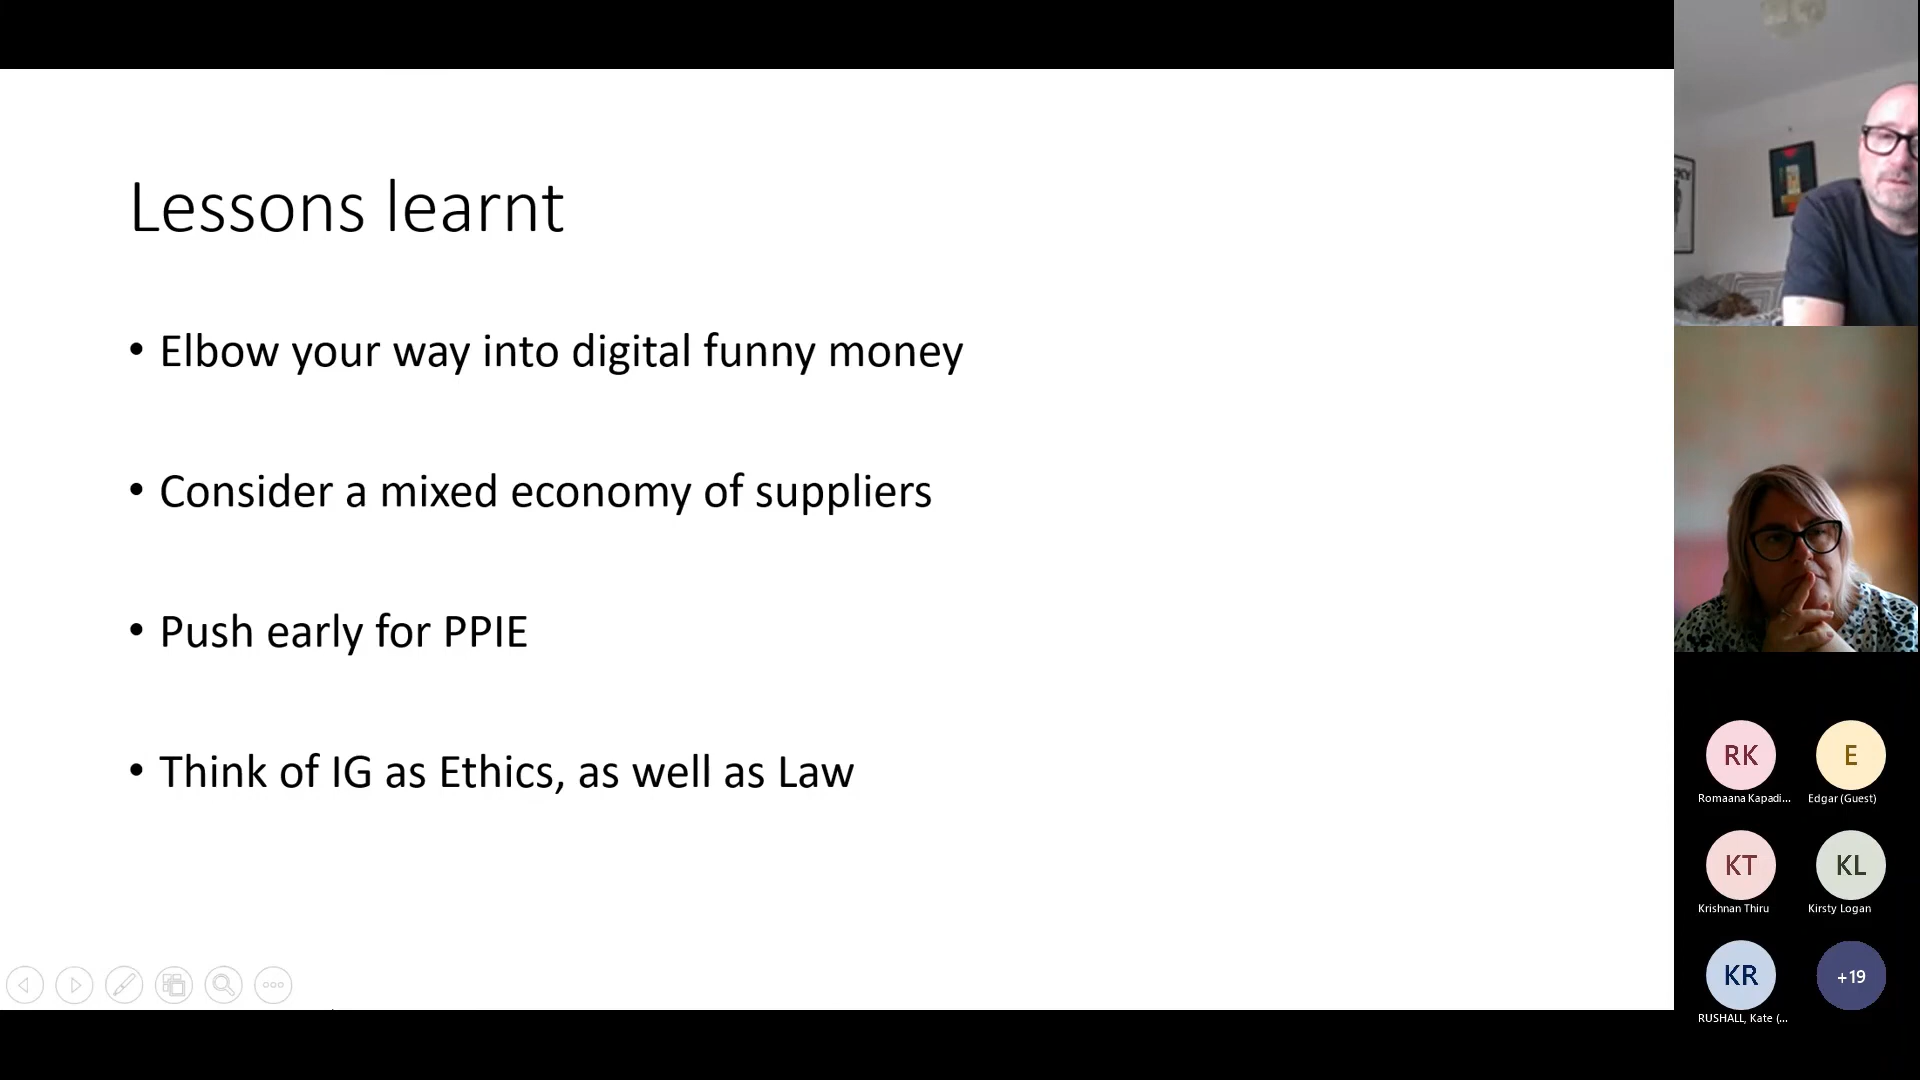 Lessons learnt
• Elbow your way into digital funny money
• Consider a mixed economy of suppliers
• Push early for PPIE
• Think of IG as Ethics, as well as Law
RK
Romaana Kapadi...
E
Edgar (Guest)
KT
Krishnan Thiru
KL
Kirsty Logan
KR
RUSHALL, Kate (...
+19